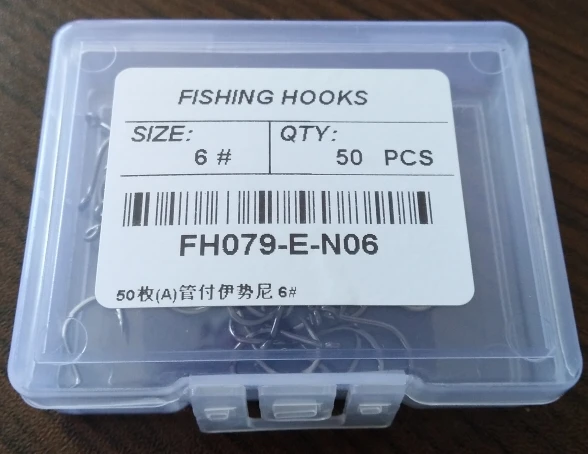 FISHING HOOKS
SIZE: QTY:
6 # 50 PCS
FH079-E-N06
50枚(A)管付伊势尼 6#